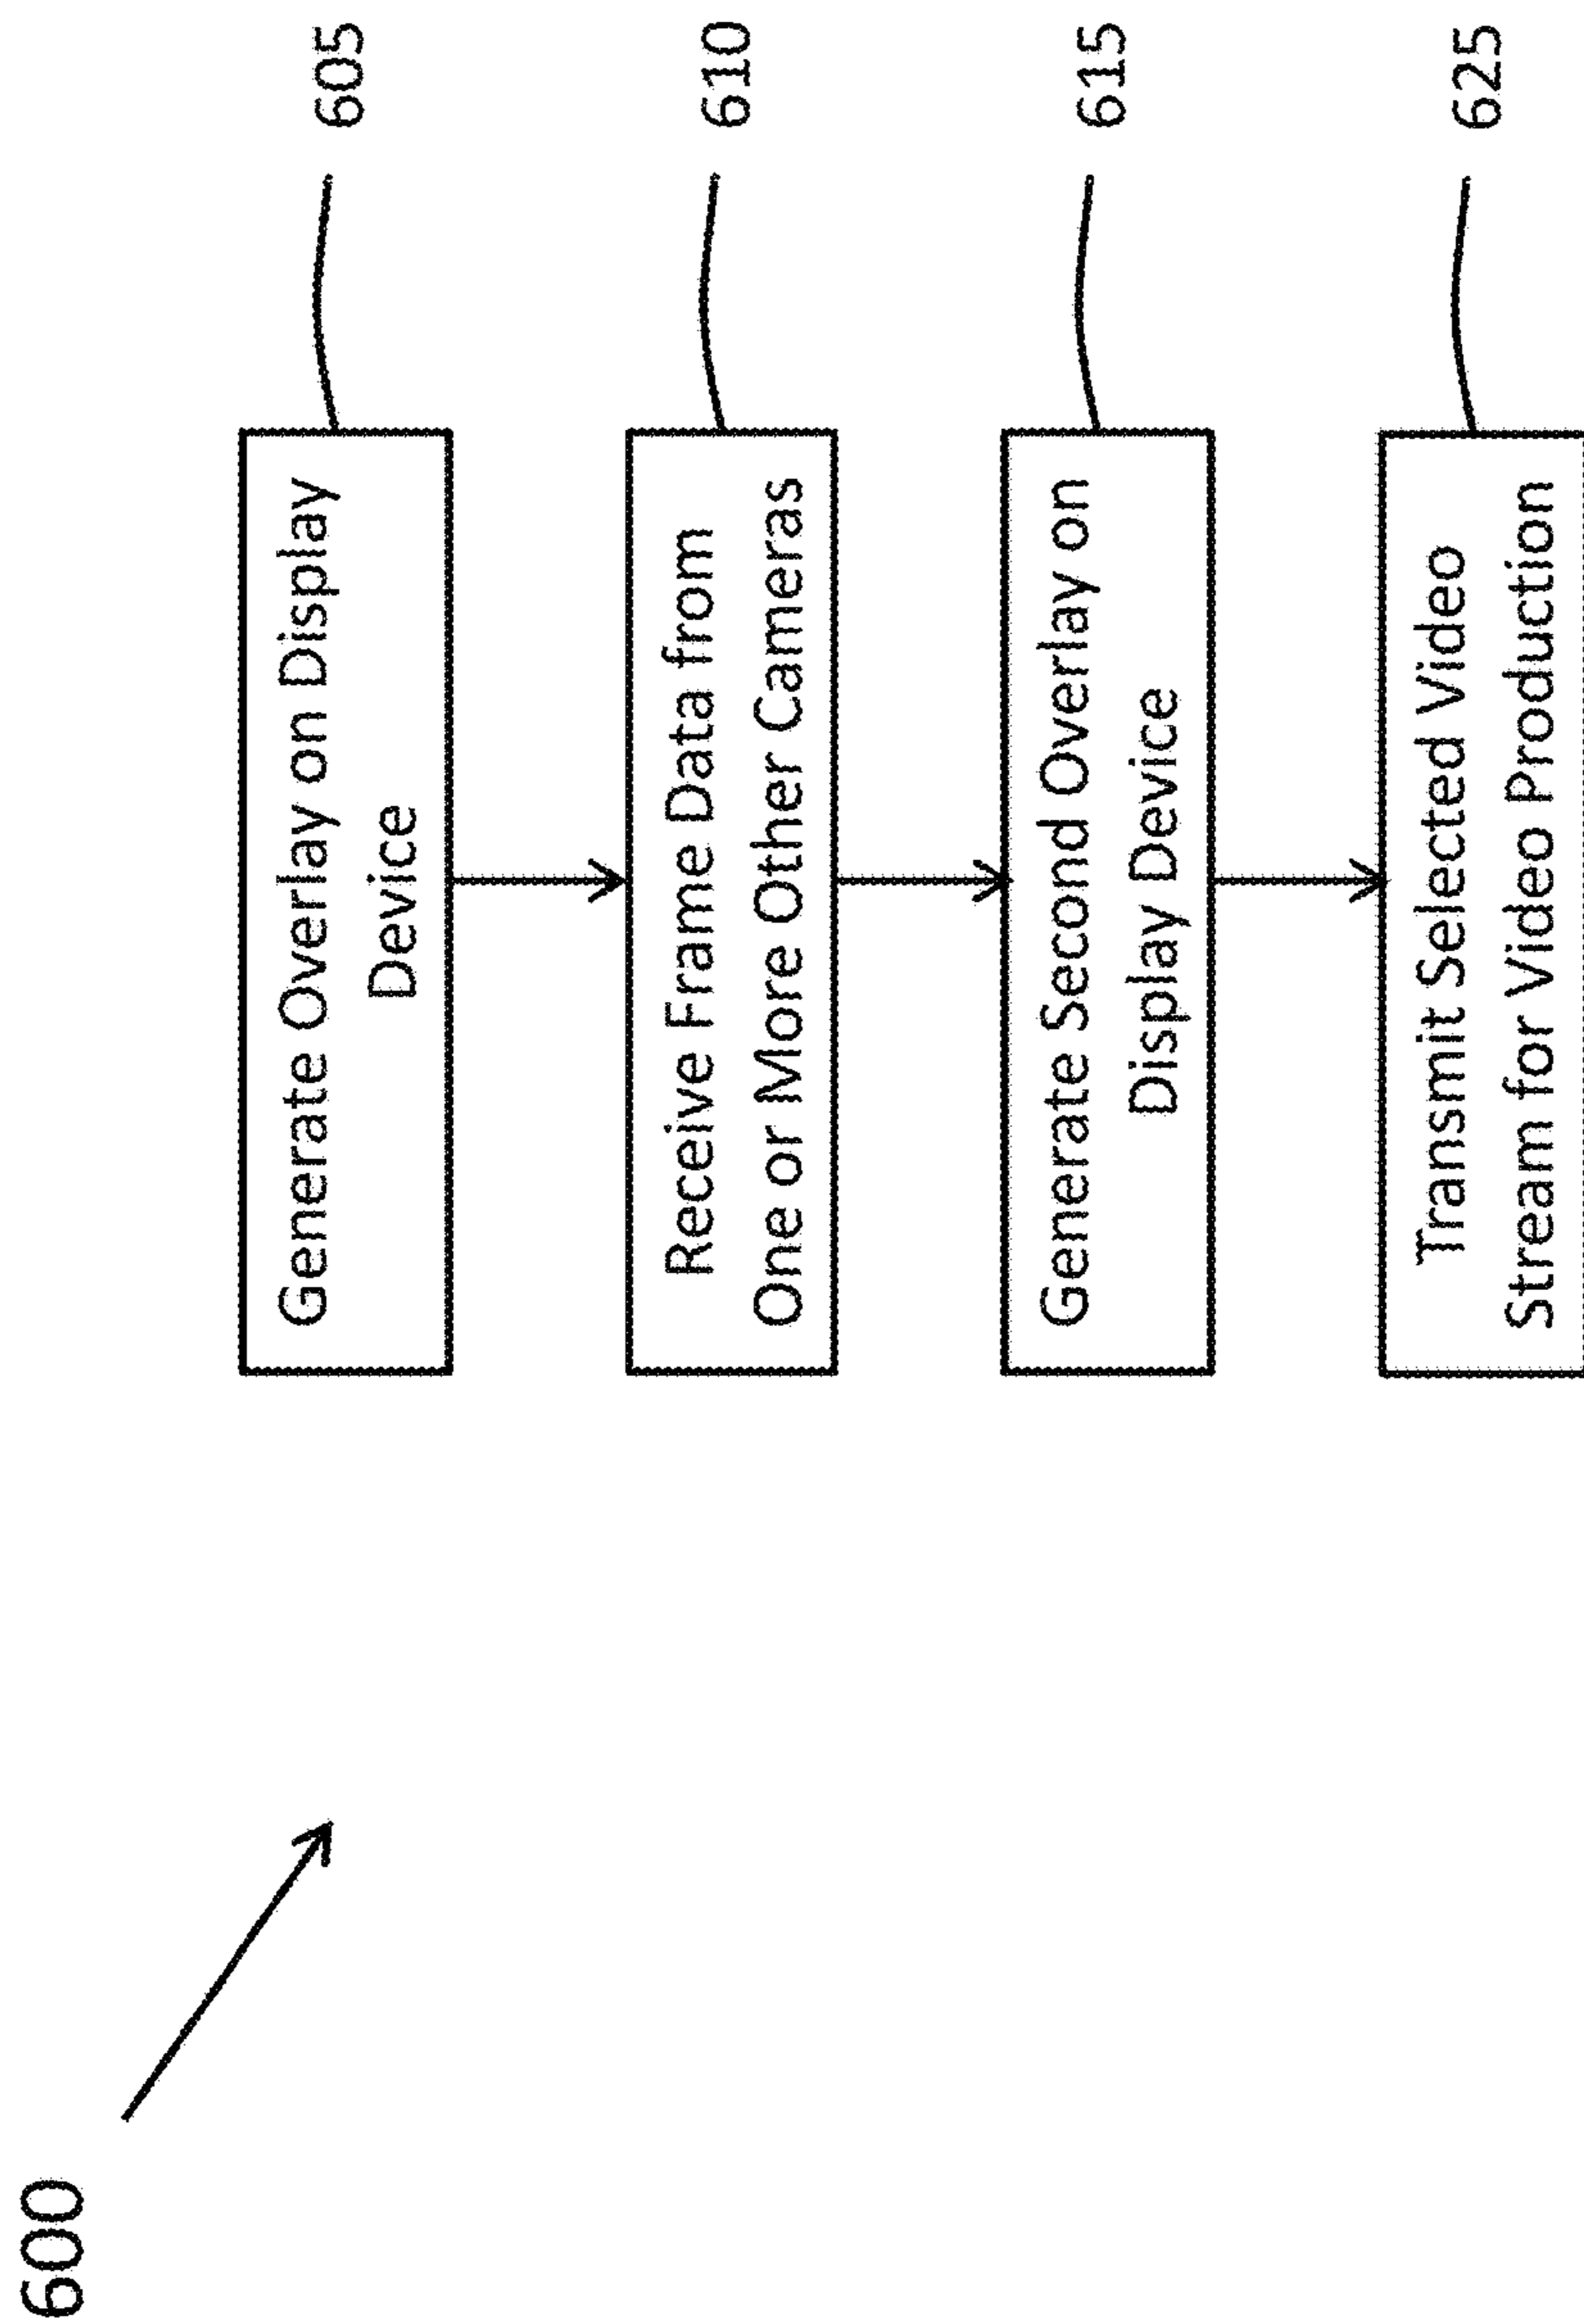 600
Generate Overlay on Display
Device
605
Receive Frame Data from
One or More Other Cameras
610
Generate Second Overlay on
Display Device
615
Transmit Selected Video
Stream for Video Production
625